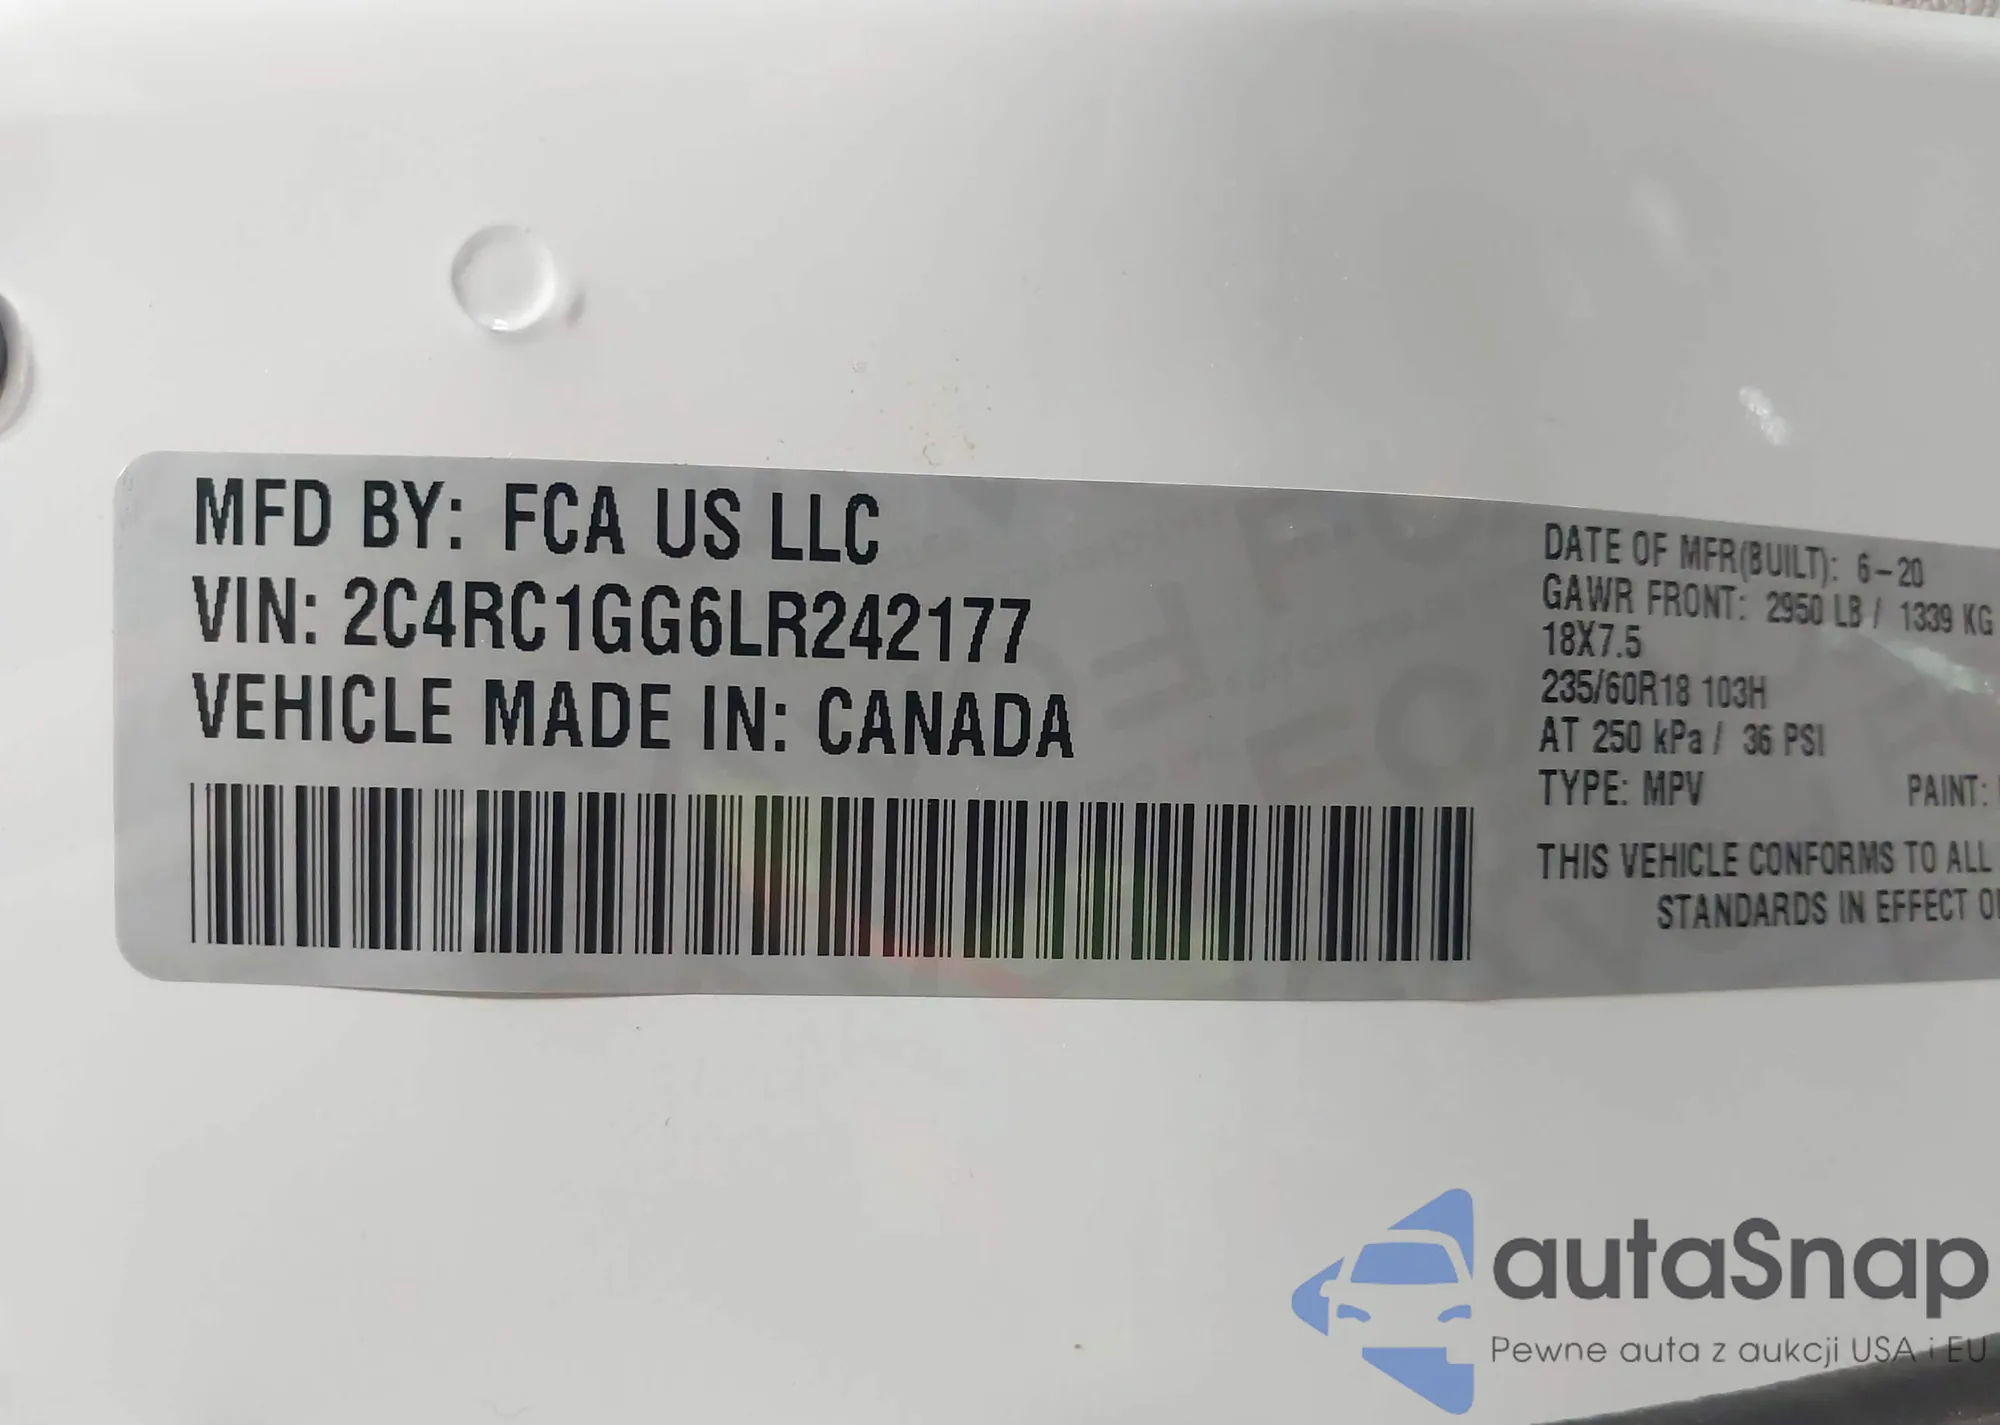 MFD BY: FCA US LLC
VIN: 2C4RC1GG6LR242177
VEHICLE MADE IN: CANADA
DATE OF MFR(BUILT): 6-20
GAWR FRONT: 2950 LB / 1339 KG
18X7.5
235/60R18 103H
AT 250 kPa / 36 PSI
TYPE: MPV PAINT:
THIS VEHICLE CONFORMS TO ALL
STANDARDS IN EFFECT
autaSnap
Pewne auta z aukcji USA i EU